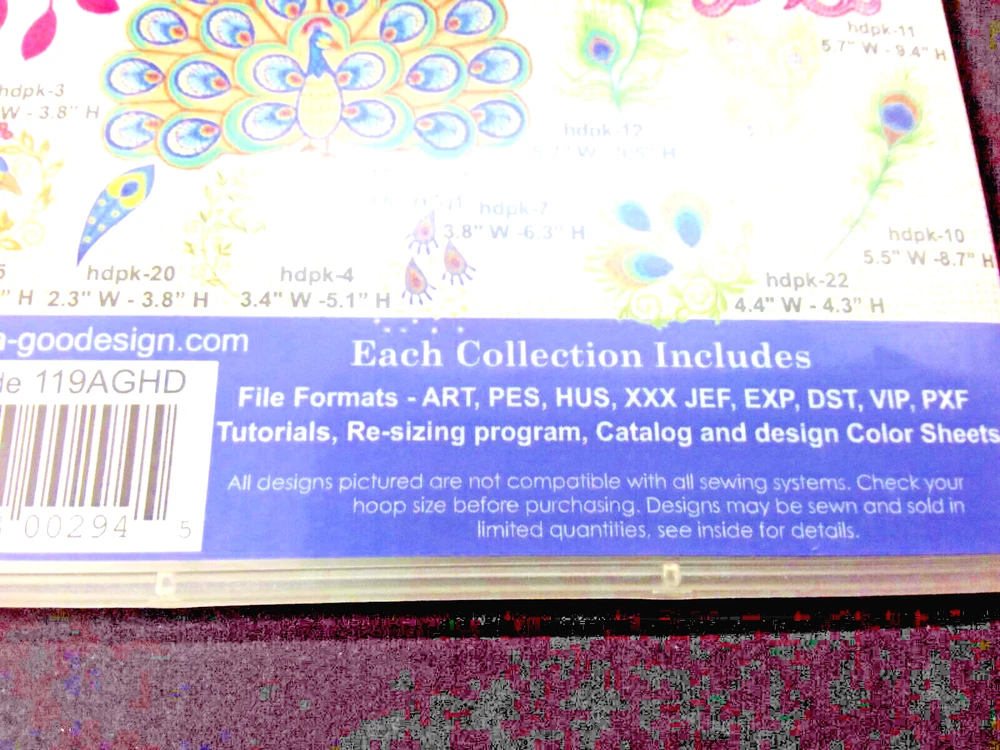 hdpk-11
5.7" W - 9.4" H
hdpk-3
W - 3.8" H
hdpk-12
hdpk-7
3.8" W -6.3" H
hdpk-10
5.5" W -8.7" H
hdpk-20
2.3" W - 3.8" H
hdpk-4
3.4" W -5.1" H
hdpk-22
4.4" W - 4.3" H
-goodesign.com
119AGHD
00294 5
Each Collection Includes
File Formats - ART, PES, HUS, XXX JEF, EXP, DST, VIP, PXF
Tutorials, Re-sizing program, Catalog and design Color Sheets
All designs pictured are not compatible with all sewing systems. Check your
hoop size before purchasing. Designs may be sewn and sold in
limited quantities, see inside for details.